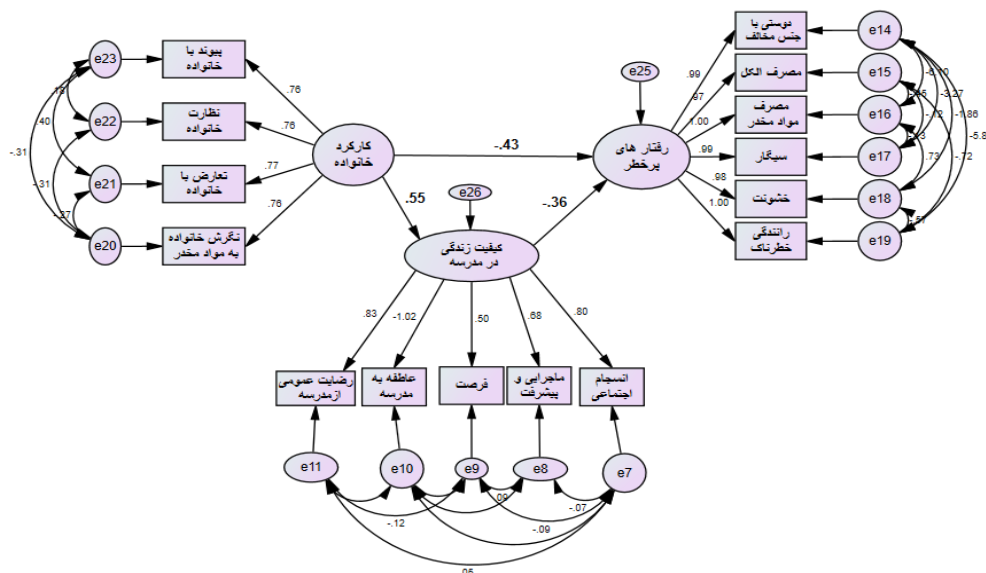 e23
پیوند با
خانواده
.76
e22
نظارت
خانواده
.76
e21
تعارض با
خانواده
.77
e20
نگرش خانواده
به مواد مخدر
.76
.40
-.31
-.31
کارکرد
خانواده
-.43
.55
e26
-.36
e25
رفتار های
پرخطر
دوستی با
جنس مخالف
.99
e14
مصرف الکل
.97
e15
مصرف
مواد مخدر
1.00
e16
سیگار
.99
e17
خشونت
.98
e18
رانندگی
خطرناک
1.00
e19
-3.27
-1.86
-5.8
-.12
.73
-.72
کیفیت زندگی
در مدرسه
.83
-1.02
.50
.68
.80
رضایت عمومی
ازمدرسه
عاطفه به
مدرسه
فرصت
ماجرایی و
پیشرفت
انسجام
اجتماعی
e11
e10
e9
e8
e7
.09
-.07
-.12
-.09
.05